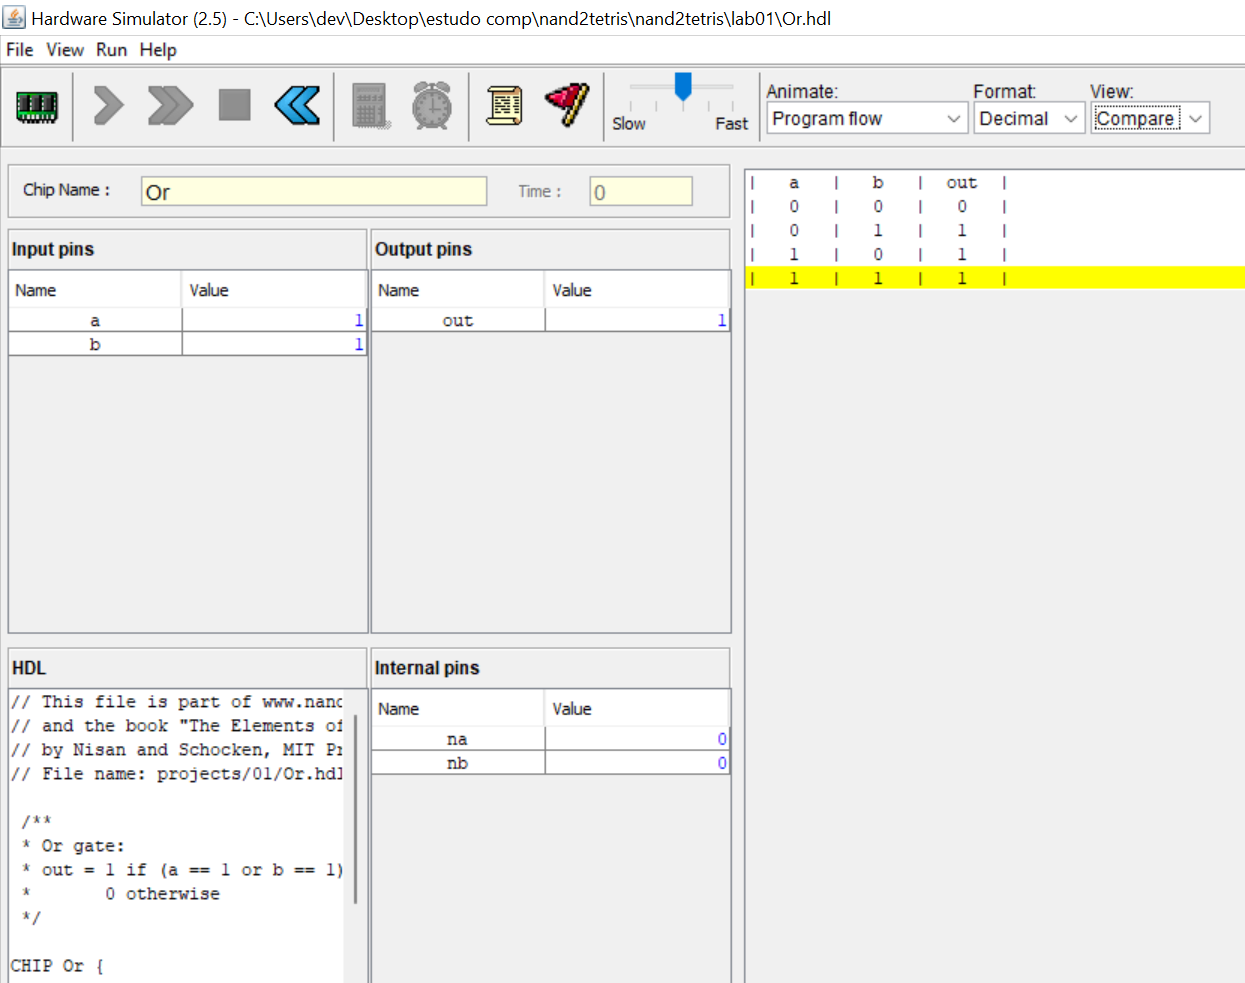 Hardware Simulator (2.5) - C:\Users\dev\Desktop\estudo comp\nand2tetris\nand2tetris\lab01\Or.hdl
File View Run Help
Slow Fast
Animate: Format: View:
Program flow Decimal Compare
Chip Name : Or Time : 0
Input pins
Name Value
a 1
b 1
Output pins
Name Value
out 1
HDL
// This file is part of www.nand
// and the book "The Elements of
// by Nisan and Schocken, MIT Pr
// File name: projects/01/Or.hdl
/**
* Or gate:
* out = 1 if (a == 1 or b == 1)
* 0 otherwise
*/
CHIP Or {
Internal pins
Name Value
na 0
nb 0
| a | b | out |
| 0 | 0 | 0 |
| 0 | 1 | 1 |
| 1 | 0 | 1 |
| 1 | 1 | 1 |